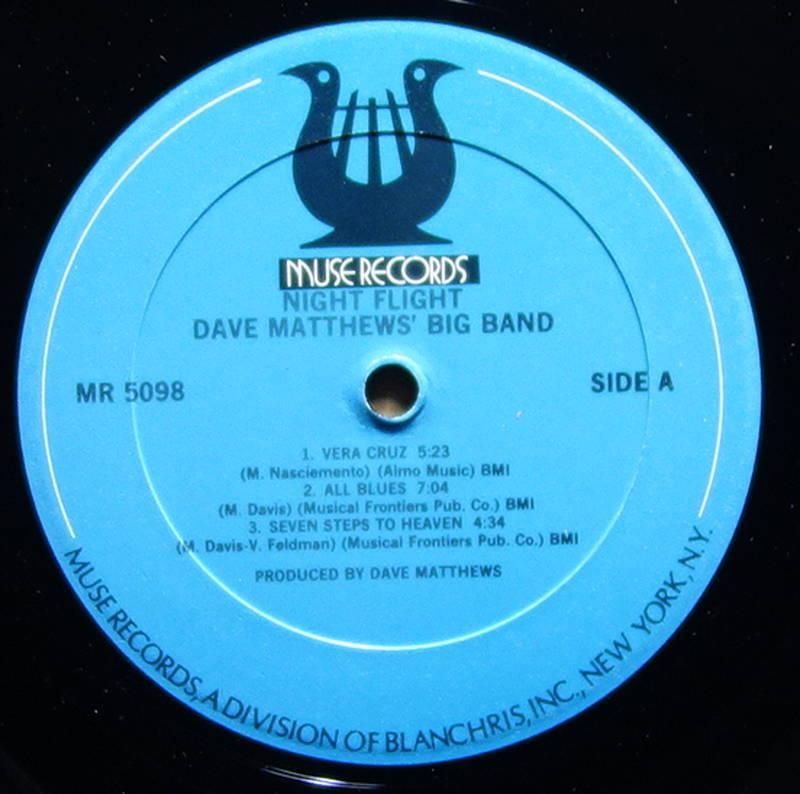 MUSE RECORDS
NIGHT FLIGHT
DAVE MATTHEWS' BIG BAND
MR 5098
SIDE A
1. VERA CRUZ 5:23
(M. Nasciemento) (Almo Music) BMI
2. ALL BLUES 7:04
(M. Davis) (Musical Frontiers Pub. Co.) BMI
3. SEVEN STEPS TO HEAVEN 4:34
(M. Davis-V. Feldman) (Musical Frontiers Pub. Co.) BMI
PRODUCED BY DAVE MATTHEWS
MUSE RECORDS, A DIVISION OF BLANCHRIS, INC., NEW YORK, N.Y.